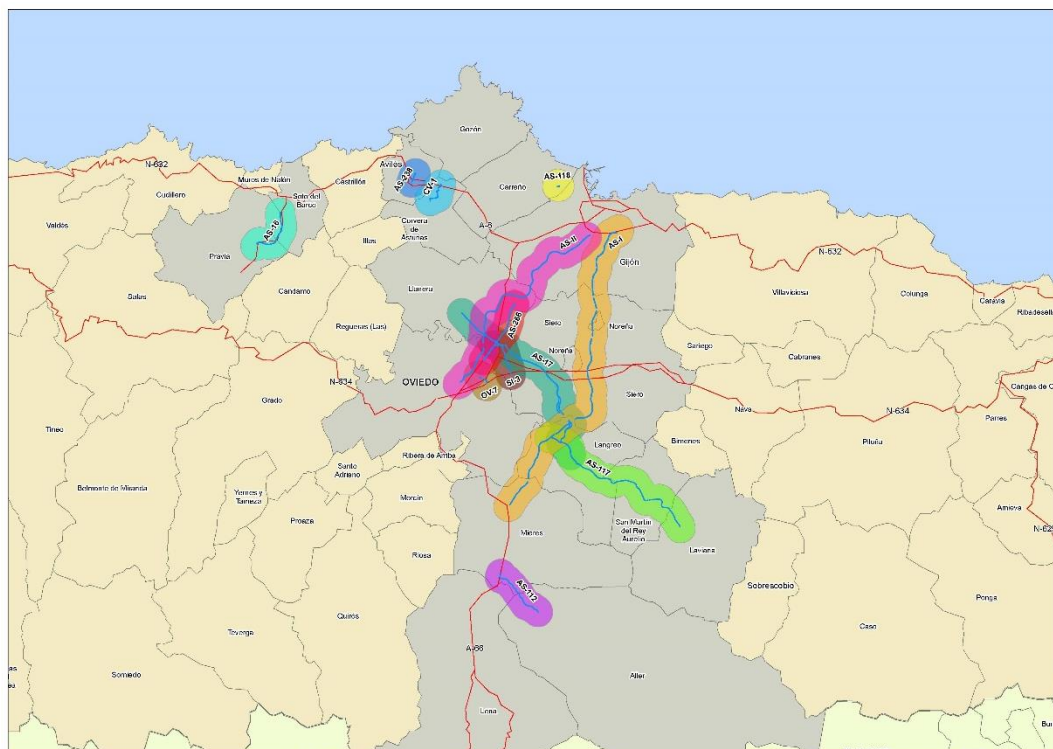 Gozón
Avilés
N-632
AS-238
CV-1
AS-118
Carreño
Muros de Nalón
Castrillón
Soto del
Barco
Cudillero
Valdés
AS-16
Corvera de
Asturias
A-8
AS-II
AS-I
Gijón
N-632
Pravia
Illas
Villaviciosa
Colunga
Caravia
Ribadesella
Salas
Candamo
Llanera
Regueras (Las)
AS-266
Siero
Noreña
Noreña
AS-17
Sariego
Cabranes
N-634
OVIEDO
OV-7
SI-3
Siero
Nava
N-634
Cangas de O
Parres
Grado
Piloña
Tineo
Langreo
Bimenes
Ribera de Arriba
Santo
Adriano
AS-117
Belmonte de Miranda
Yernes y
Tameza
Proaza
Morcín
Amieva
N-625
San Martín
del Rey
Aurelio
Mieres
Riosa
Laviana
Sobrescobio
AS-112
Quirós
Ponga
Teverga
Caso
A-66
Aller
Somiedo
Lena